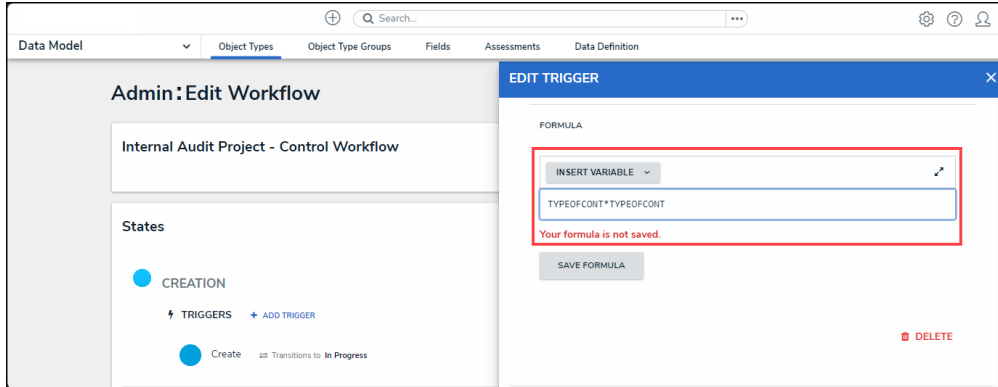 Search...
Data Model
Object Types
Object Type Groups
Fields
Assessments
Data Definition
Admin:Edit Workflow
Internal Audit Project - Control Workflow
States
CREATION
TRIGGERS
+ ADD TRIGGER
Create
Transitions to In Progress
EDIT TRIGGER
FORMULA
INSERT VARIABLE
TYPEOFCONT*TYPEOFCONT
Your formula is not saved.
SAVE FORMULA
DELETE